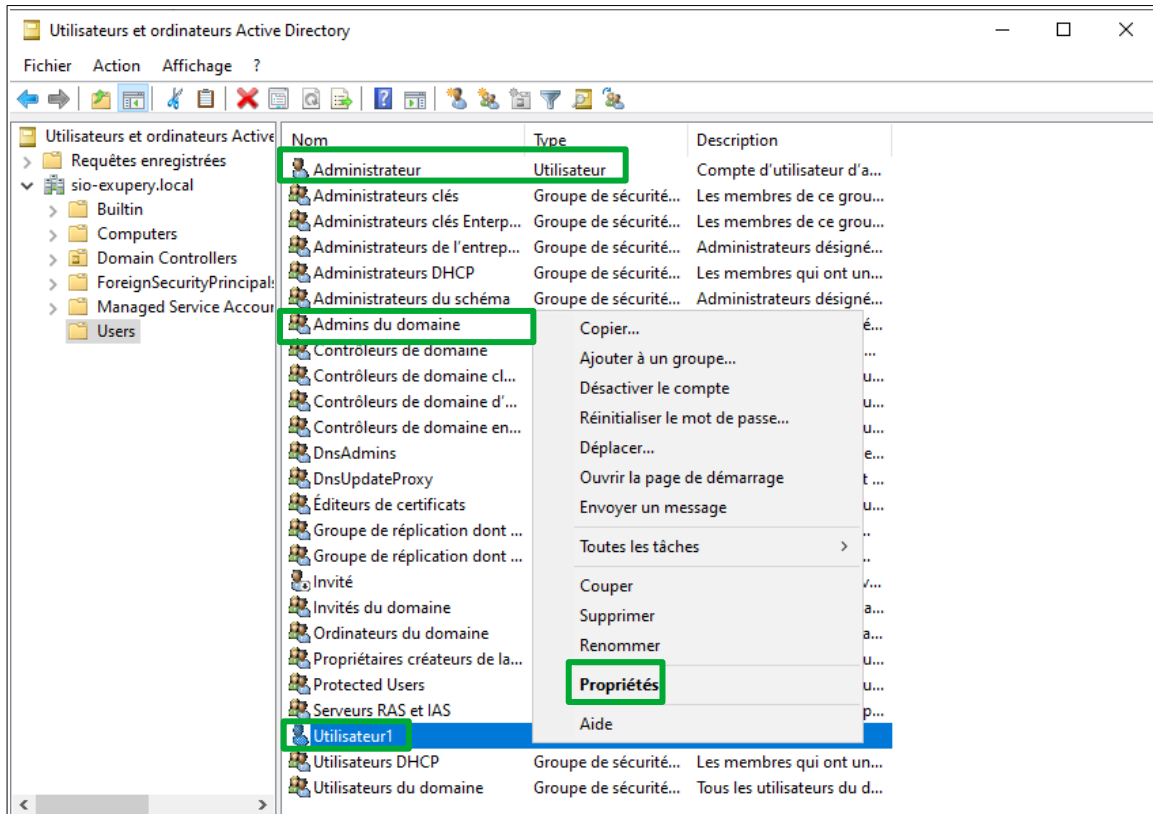 Utilisateurs et ordinateurs Active Directory
Fichier Action Affichage ?
Utilisateurs et ordinateurs Active
Requêtes enregistrées
sio-exupery.local
Builtin
Computers
Domain Controllers
ForeignSecurityPrincipals
Managed Service Accour
Users
Nom Type Description
Administrateur Utilisateur Compte d'utilisateur d'a...
Administrateurs clés Groupe de sécurité... Les membres de ce grou...
Administrateurs clés Enterp... Groupe de sécurité... Les membres de ce grou...
Administrateurs de l'entrep... Groupe de sécurité... Administrateurs désigné...
Administrateurs DHCP Groupe de sécurité... Les membres qui ont un...
Administrateurs du schéma Groupe de sécurité... Administrateurs désigné...
Admins du domaine é...
Contrôleurs de domaine ...
Contrôleurs de domaine cl... u...
Contrôleurs de domaine d'... u...
Contrôleurs de domaine en... u...
DnsAdmins e...
DnsUpdateProxy t ...
Éditeurs de certificats u...
Groupe de réplication dont ... ..
Groupe de réplication dont ... ..
Invité v...
Invités du domaine a...
Ordinateurs du domaine a...
Propriétaires créateurs de la... u...
Protected Users u...
Serveurs RAS et IAS p...
Utilisateur1
Utilisateurs DHCP Groupe de sécurité... Les membres qui ont un...
Utilisateurs du domaine Groupe de sécurité... Tous les utilisateurs du d...
Copier...
Ajouter à un groupe...
Désactiver le compte
Réinitialiser le mot de passe...
Déplacer...
Ouvrir la page de démarrage
Envoyer un message
Toutes les tâches
Couper
Supprimer
Renommer
Propriétés
Aide